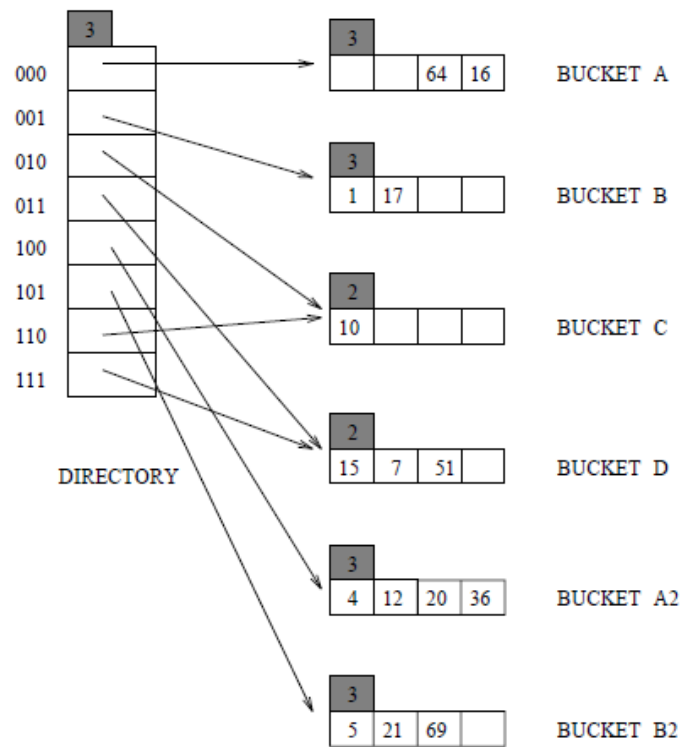 3
000
001
010
011
100
101
110
111
DIRECTORY
3
64 16 BUCKET A
3
1 17 BUCKET B
2
10 BUCKET C
2
15 7 51 BUCKET D
3
4 12 20 36 BUCKET A2
3
5 21 69 BUCKET B2